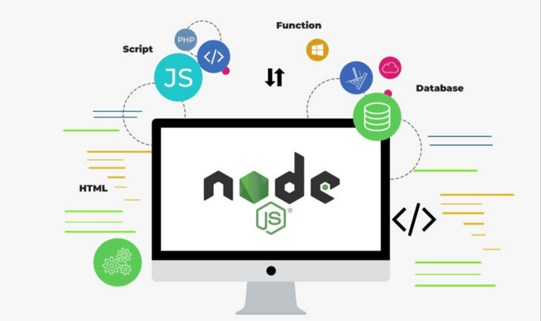 Function
PHP
Script
</>
JS
Database
HTML
node
JS®
</>